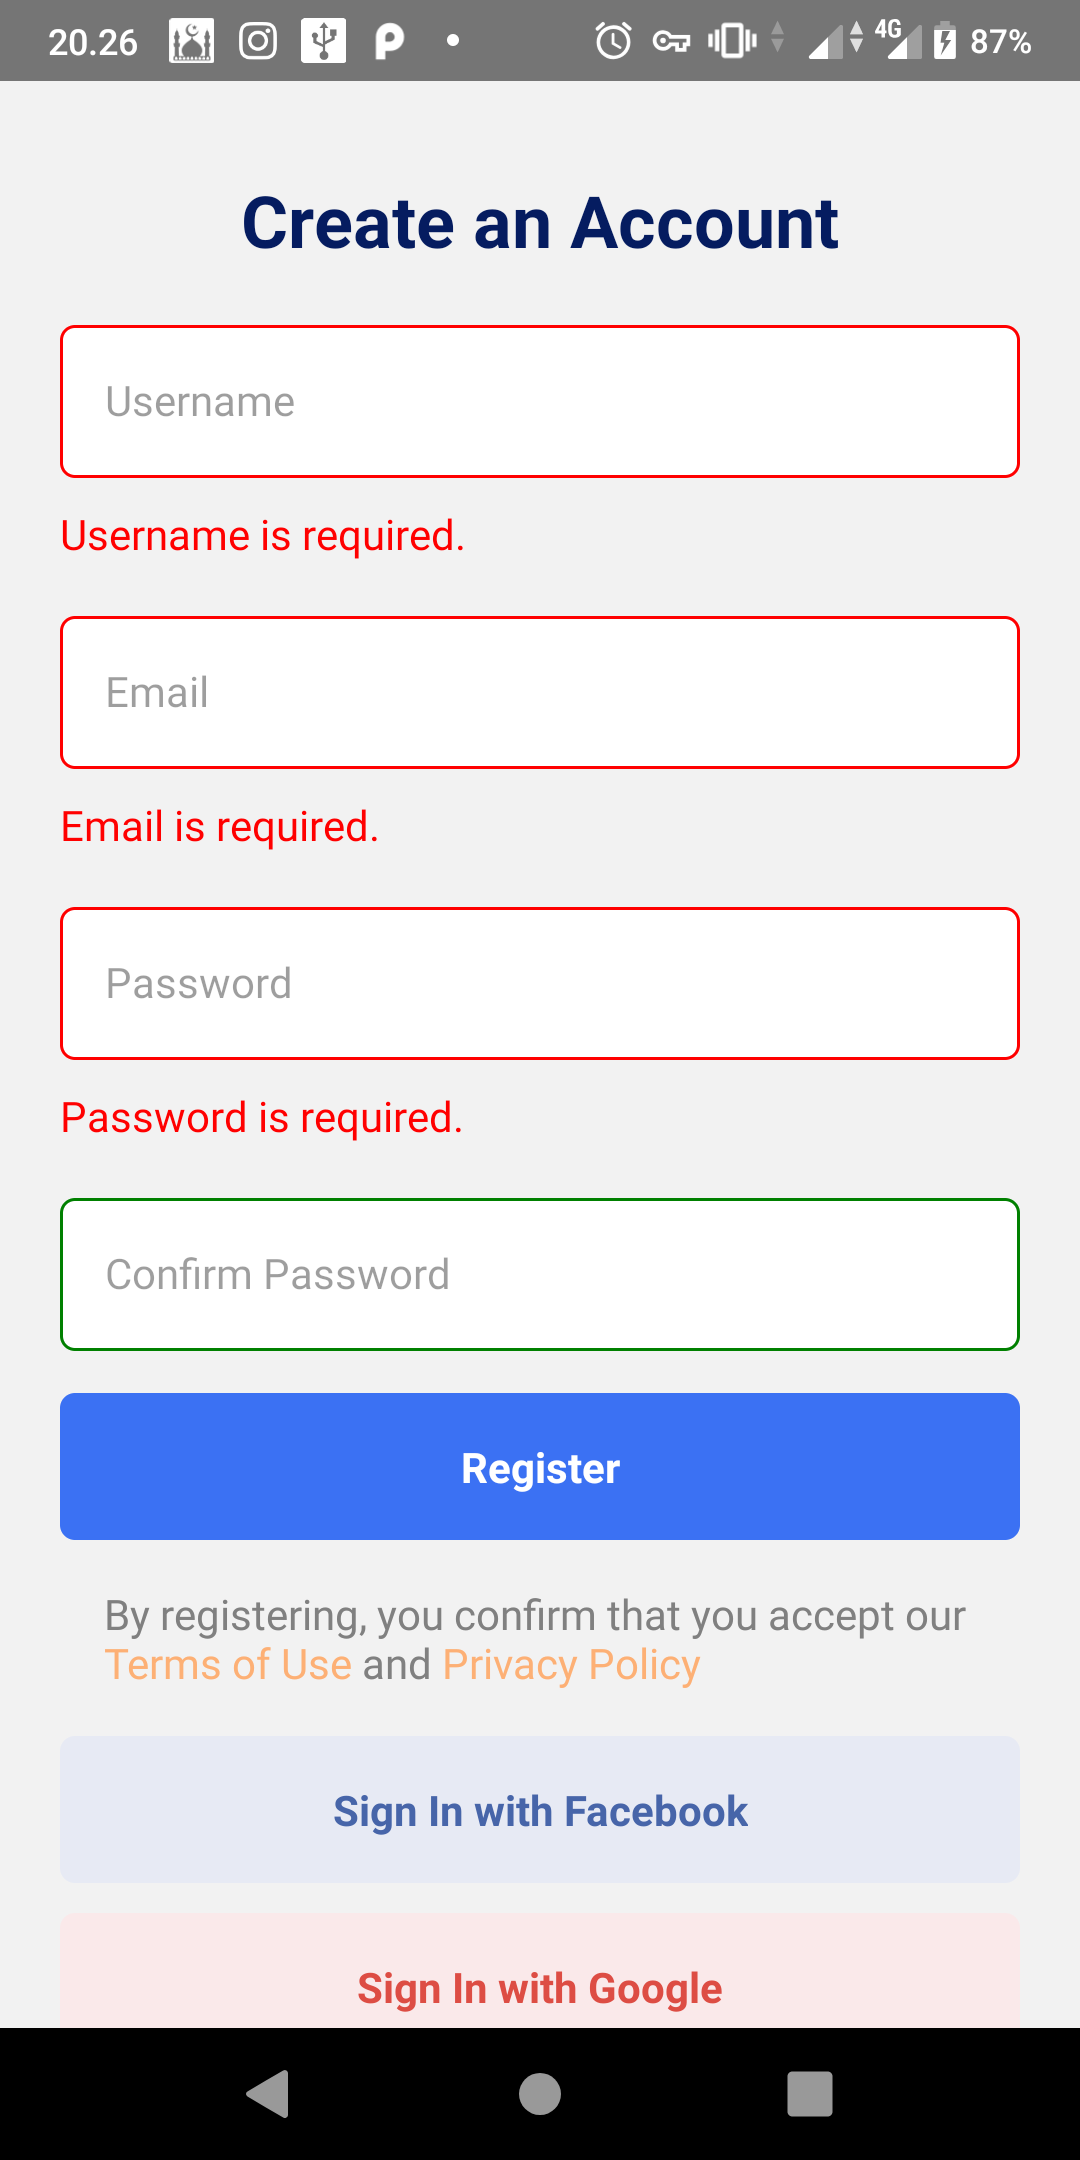 20.26 4G 87%
Create an Account
Username
Username is required.
Email
Email is required.
Password
Password is required.
Confirm Password
Register
By registering, you confirm that you accept our
Terms of Use and Privacy Policy
Sign In with Facebook
Sign In with Google